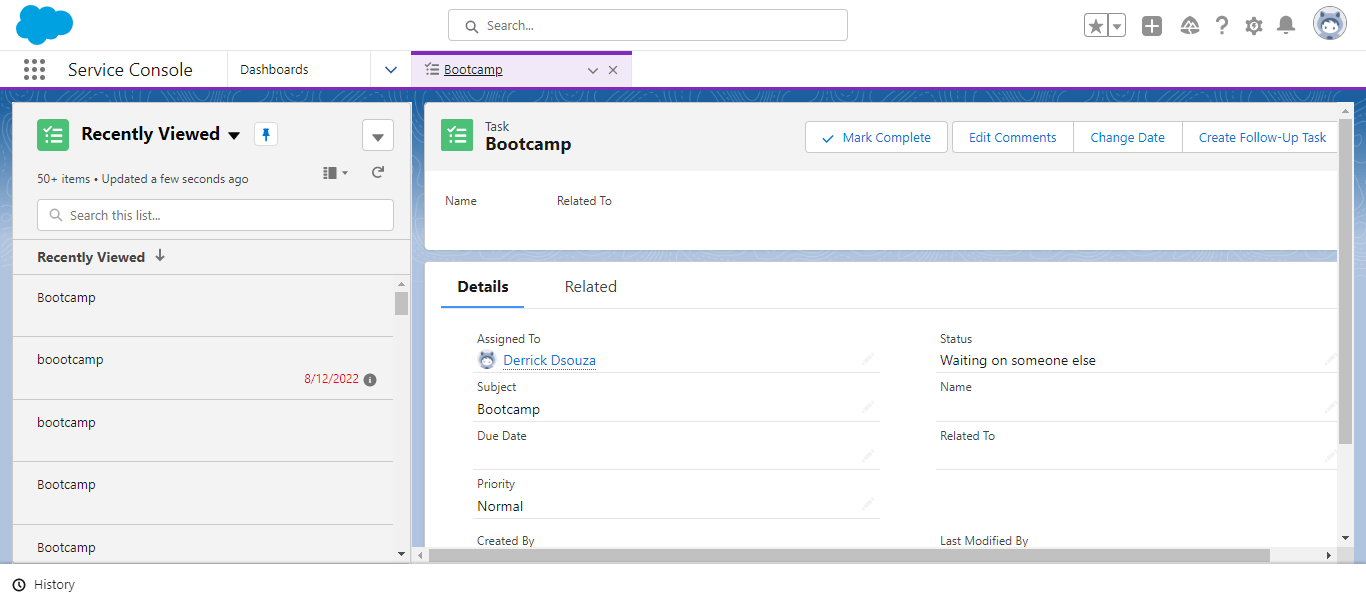 Search...
Service Console
Dashboards
Bootcamp
Recently Viewed
50+ items • Updated a few seconds ago
Search this list...
Recently Viewed
Bootcamp
boootcamp
8/12/2022
bootcamp
Bootcamp
Bootcamp
Task
Bootcamp
Mark Complete
Edit Comments
Change Date
Create Follow-Up Task
Name
Related To
Details
Related
Assigned To
Derrick Dsouza
Status
Waiting on someone else
Subject
Bootcamp
Name
Due Date
Related To
Priority
Normal
Created By
Last Modified By
History